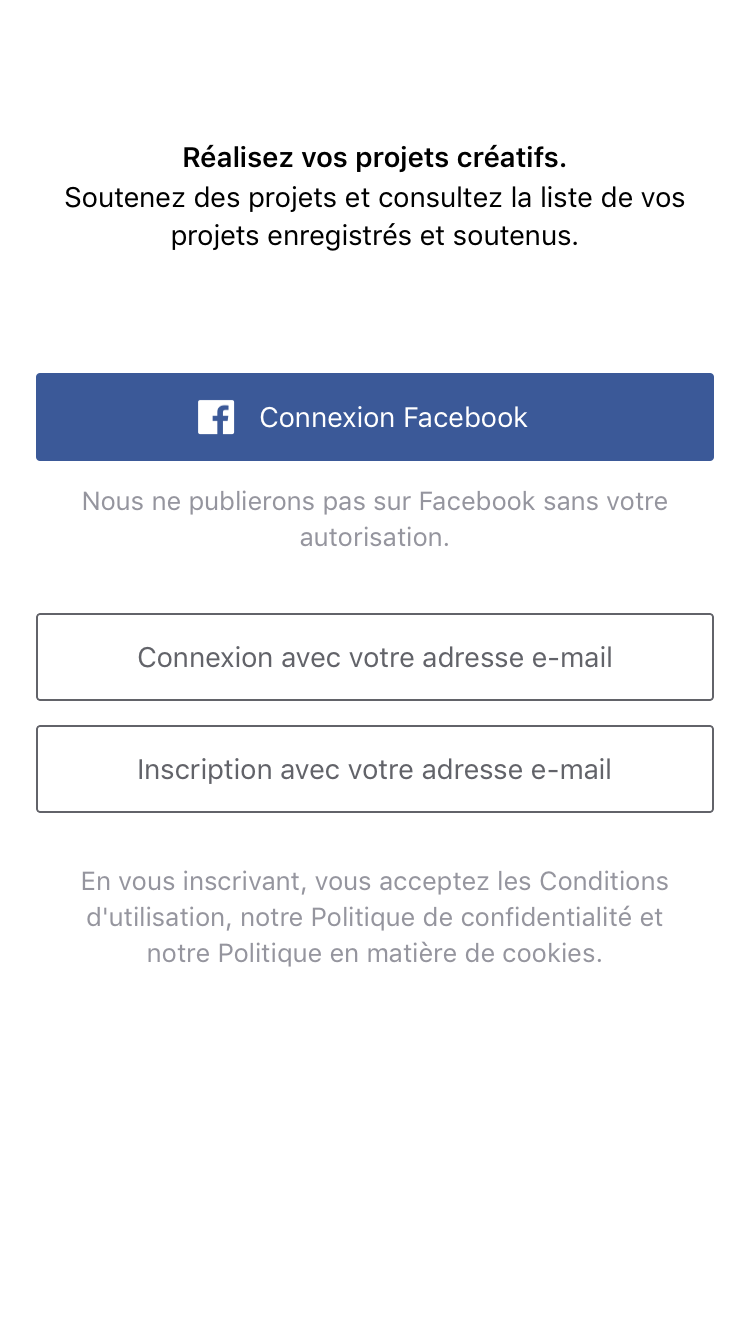 Réalisez vos projets créatifs.
Soutenez des projets et consultez la liste de vos
projets enregistrés et soutenus.
Connexion Facebook
Nous ne publierons pas sur Facebook sans votre
autorisation.
Connexion avec votre adresse e-mail
Inscription avec votre adresse e-mail
En vous inscrivant, vous acceptez les Conditions
d'utilisation, notre Politique de confidentialité et
notre Politique en matière de cookies.